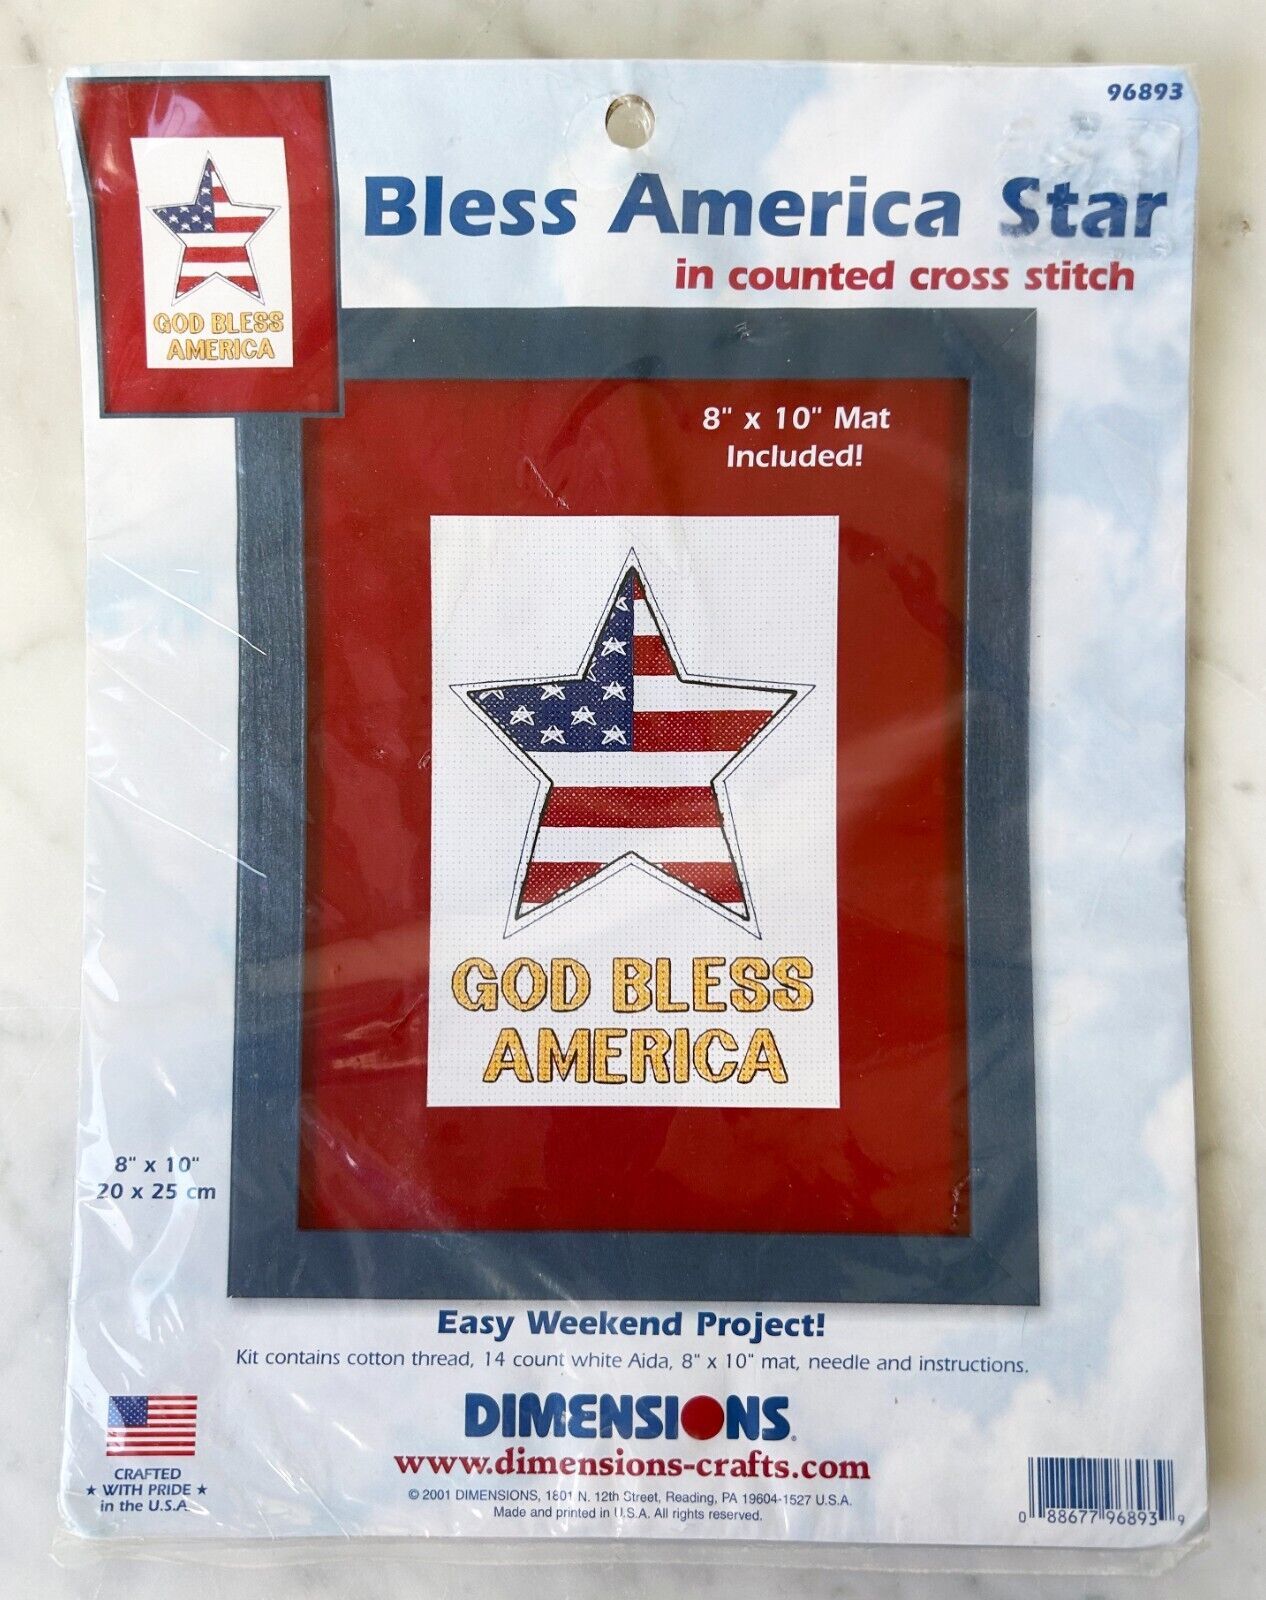 96893
GOD BLESS
AMERICA
Bless America Star
in counted cross stitch
8" x 10" Mat
Included!
GOD BLESS
AMERICA
8" x 10"
20 x 25 cm
Easy Weekend Project!
Kit contains cotton thread, 14 count white Aida, 8" x 10" mat, needle and instructions.
DIMENSIONS®
www.dimensions-crafts.com
© 2001 DIMENSIONS, 1801 N. 12th Street, Reading, PA 19604-1527 U.S.A.
Made and printed in U.S.A. All rights reserved.
CRAFTED
★ WITH PRIDE ★
in the U.S.A.
0 88677 96893 9